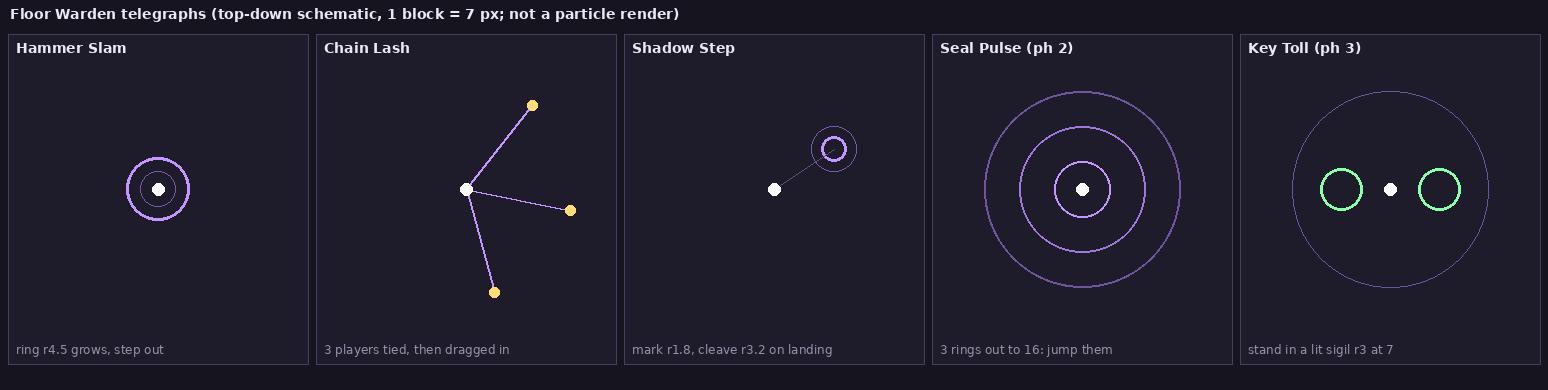 Floor Warden telegraphs (top-down schematic, 1 block = 7 px; not a particle render)
Hammer Slam
Chain Lash
Shadow Step
Seal Pulse (ph 2)
Key Toll (ph 3)
ring r4.5 grows, step out
3 players tied, then dragged in
mark r1.8, cleave r3.2 on landing
3 rings out to 16: jump them
stand in a lit sigil r3 at 7